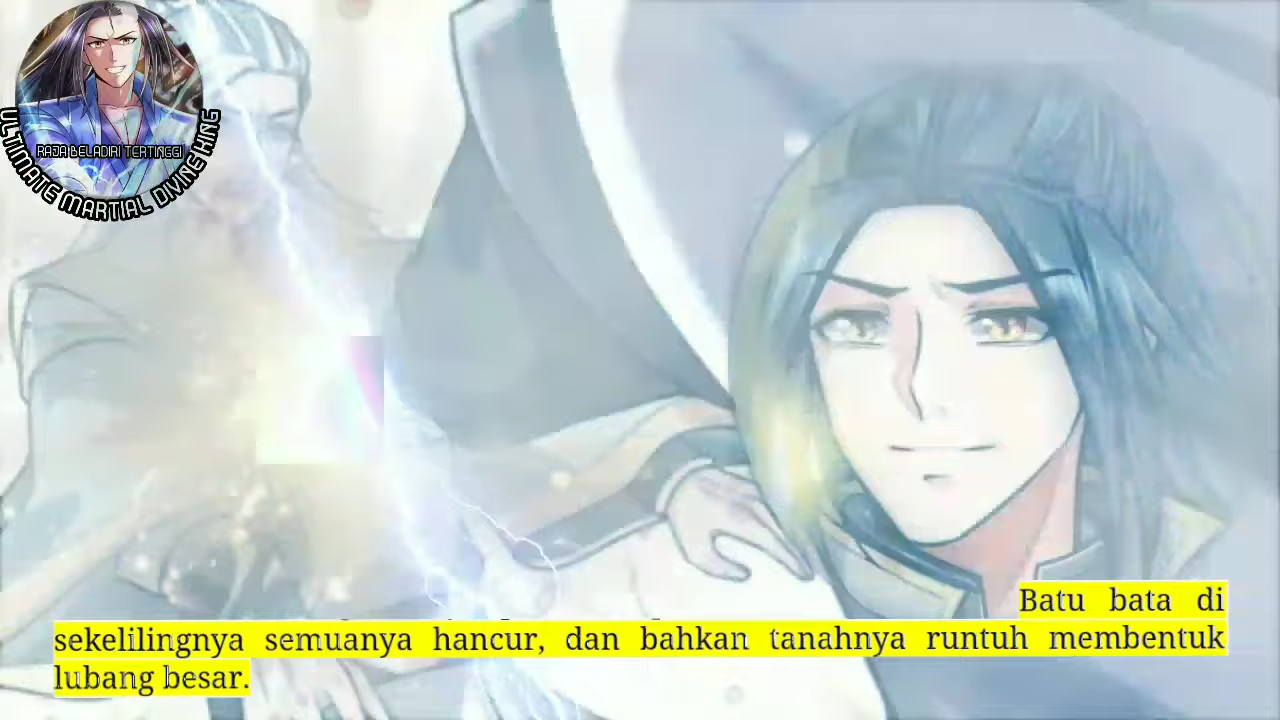 RAJA BELADIRI TERTINGGI
ULTIMATE MARTIAL DIVINE KING
Batu bata di
sekelilingnya semuanya hancur, dan bahkan tanahnya runtuh membentuk
lubang besar.